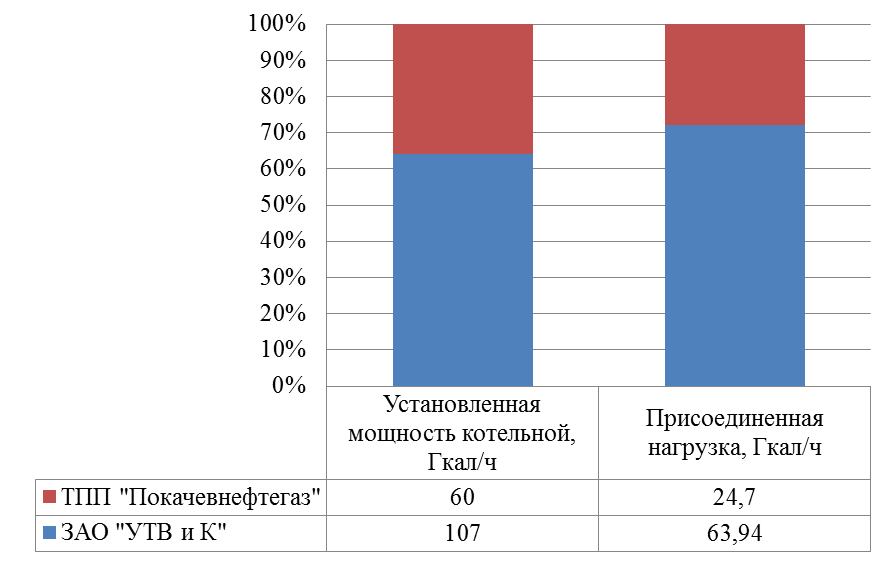 100%
90%
80%
70%
60%
50%
40%
30%
20%
10%
0%
Установленная
мощность котельной,
Гкал/ч
Присоединенная
нагрузка, Гкал/ч
ТПП "Покачевнефтегаз" 60 24,7
ЗАО "УТВ и К" 107 63,94